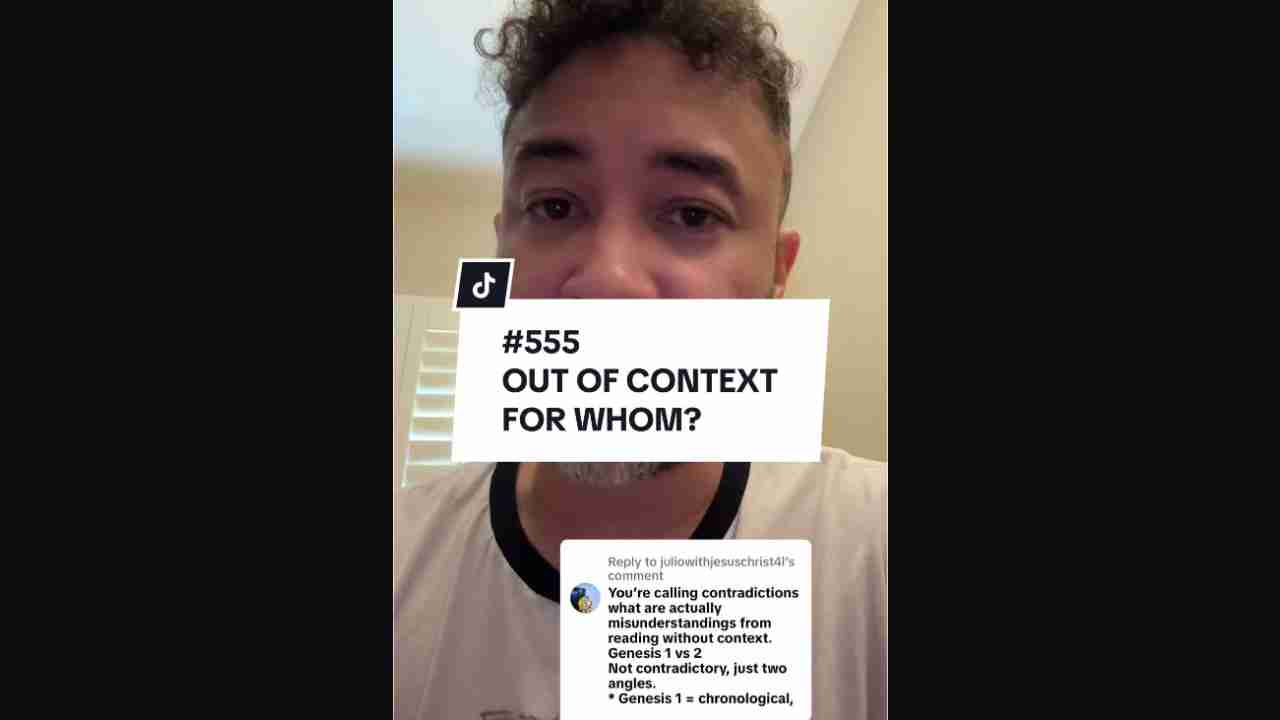 #555
OUT OF CONTEXT
FOR WHOM?
Reply to juliowithjesuschrist4l's
comment
You're calling contradictions
what are actually
misunderstandings from
reading without context.
Genesis 1 vs 2
Not contradictory, just two
angles.
* Genesis 1 = chronological,